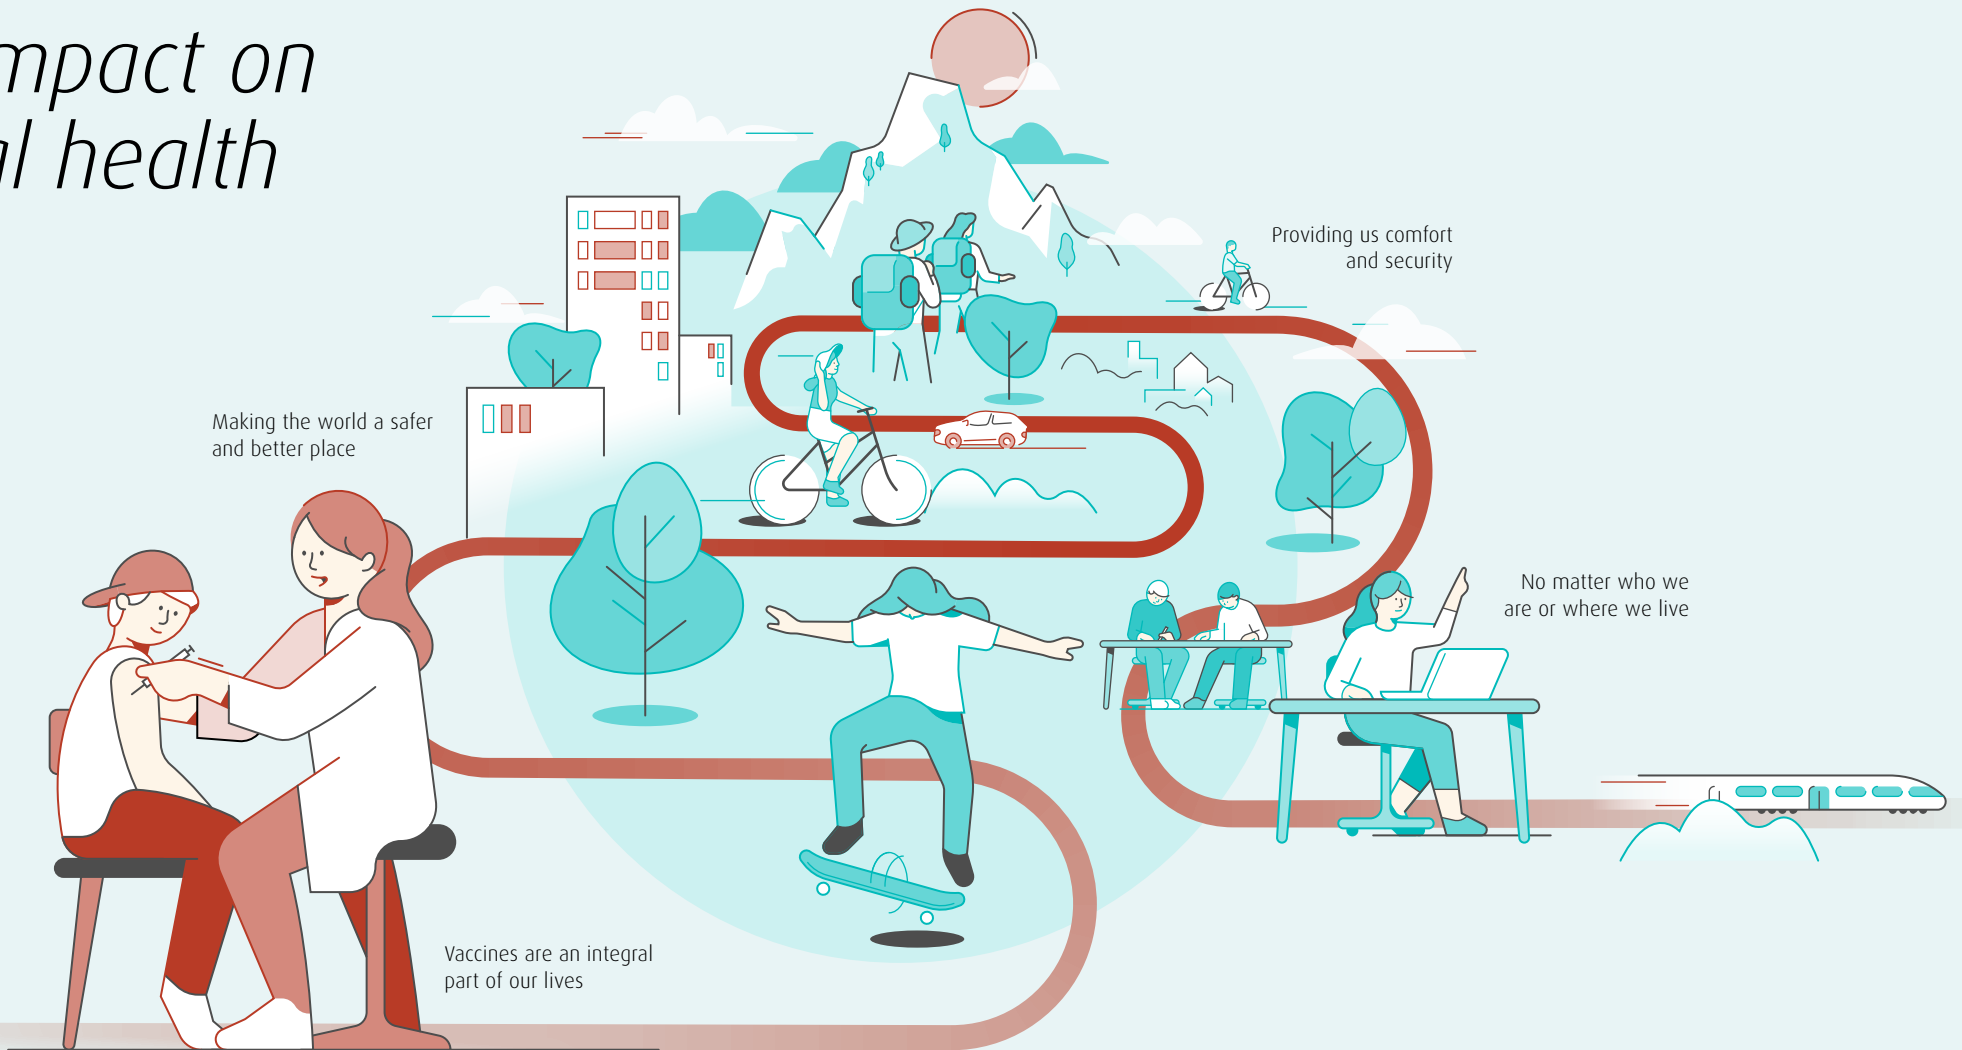 mpact on
al health
Providing us comfort
and security
Making the world a safer
and better place
No matter who we
are or where we live
Vaccines are an integral
part of our lives